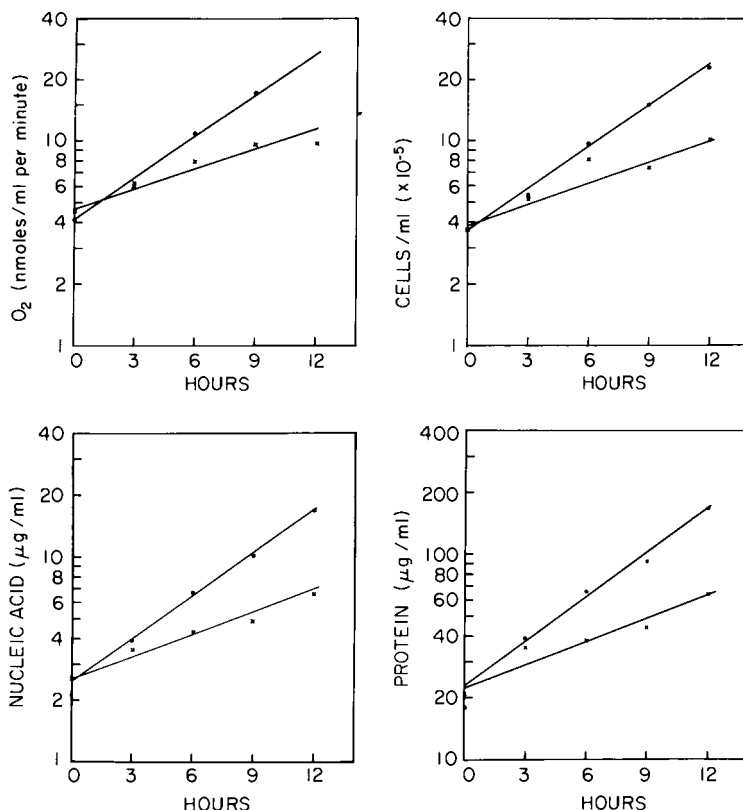 40
20
10
8
6
4
2
1
O₂ (nmoles/ml per minute)
0 3 6 9 12
HOURS
40
20
10
8
6
4
2
1
CELLS/ml (x10⁻⁵)
0 3 6 9 12
HOURS
40
20
10
8
6
4
2
1
NUCLEIC ACID (μg/ml)
0 3 6 9 12
HOURS
400
200
100
80
60
40
20
10
PROTEIN (μg/ml)
0 3 6 9 12
HOURS